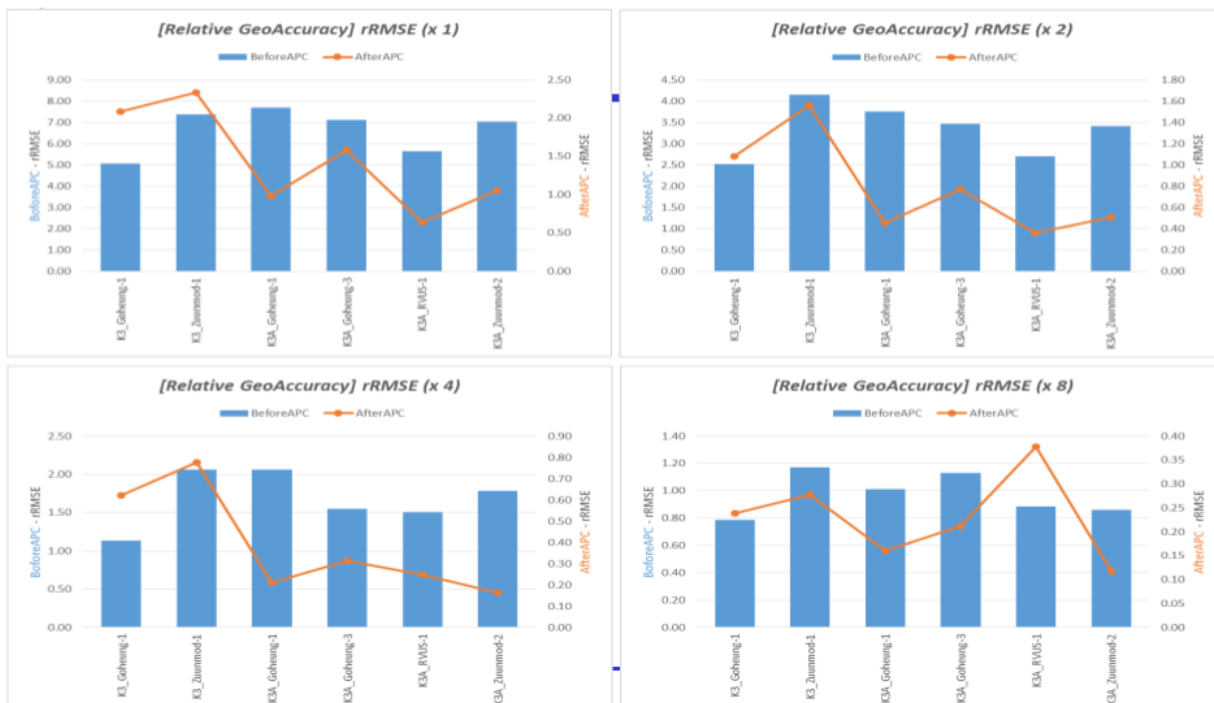 [Relative GeoAccuracy] rRMSE (x 1)
BeforeAPC AfterAPC
9.00
8.00
7.00
6.00
5.00
4.00
3.00
2.00
1.00
0.00
BoforeAPC - rRMSE
2.50
2.00
1.50
1.00
0.50
0.00
AfterAPC - rRMSE
K3_Goheung-1
K3_Zuunmod-1
K3A_Goheung-1
K3A_Goheung-3
K3A_RVUS-1
K3A_Zuunmod-2
[Relative GeoAccuracy] rRMSE (x 2)
BeforeAPC AfterAPC
4.50
4.00
3.50
3.00
2.50
2.00
1.50
1.00
0.50
0.00
BoforeAPC - rRMSE
1.80
1.60
1.40
1.20
1.00
0.80
0.60
0.40
0.20
0.00
AfterAPC - rRMSE
K3_Goheung-1
K3_Zuunmod-1
K3A_Goheung-1
K3A_Goheung-3
K3A_RVUS-1
K3A_Zuunmod-2
[Relative GeoAccuracy] rRMSE (x 4)
BeforeAPC AfterAPC
2.50
2.00
1.50
1.00
0.50
0.00
BoforeAPC - rRMSE
0.90
0.80
0.70
0.60
0.50
0.40
0.30
0.20
0.10
0.00
AfterAPC - rRMSE
K3_Goheung-1
K3_Zuunmod-1
K3A_Goheung-1
K3A_Goheung-3
K3A_RVUS-1
K3A_Zuunmod-2
[Relative GeoAccuracy] rRMSE (x 8)
BeforeAPC AfterAPC
1.40
1.20
1.00
0.80
0.60
0.40
0.20
0.00
BoforeAPC - rRMSE
0.40
0.35
0.30
0.25
0.20
0.15
0.10
0.05
0.00
AfterAPC - rRMSE
K3_Goheung-1
K3_Zuunmod-1
K3A_Goheung-1
K3A_Goheung-3
K3A_RVUS-1
K3A_Zuunmod-2